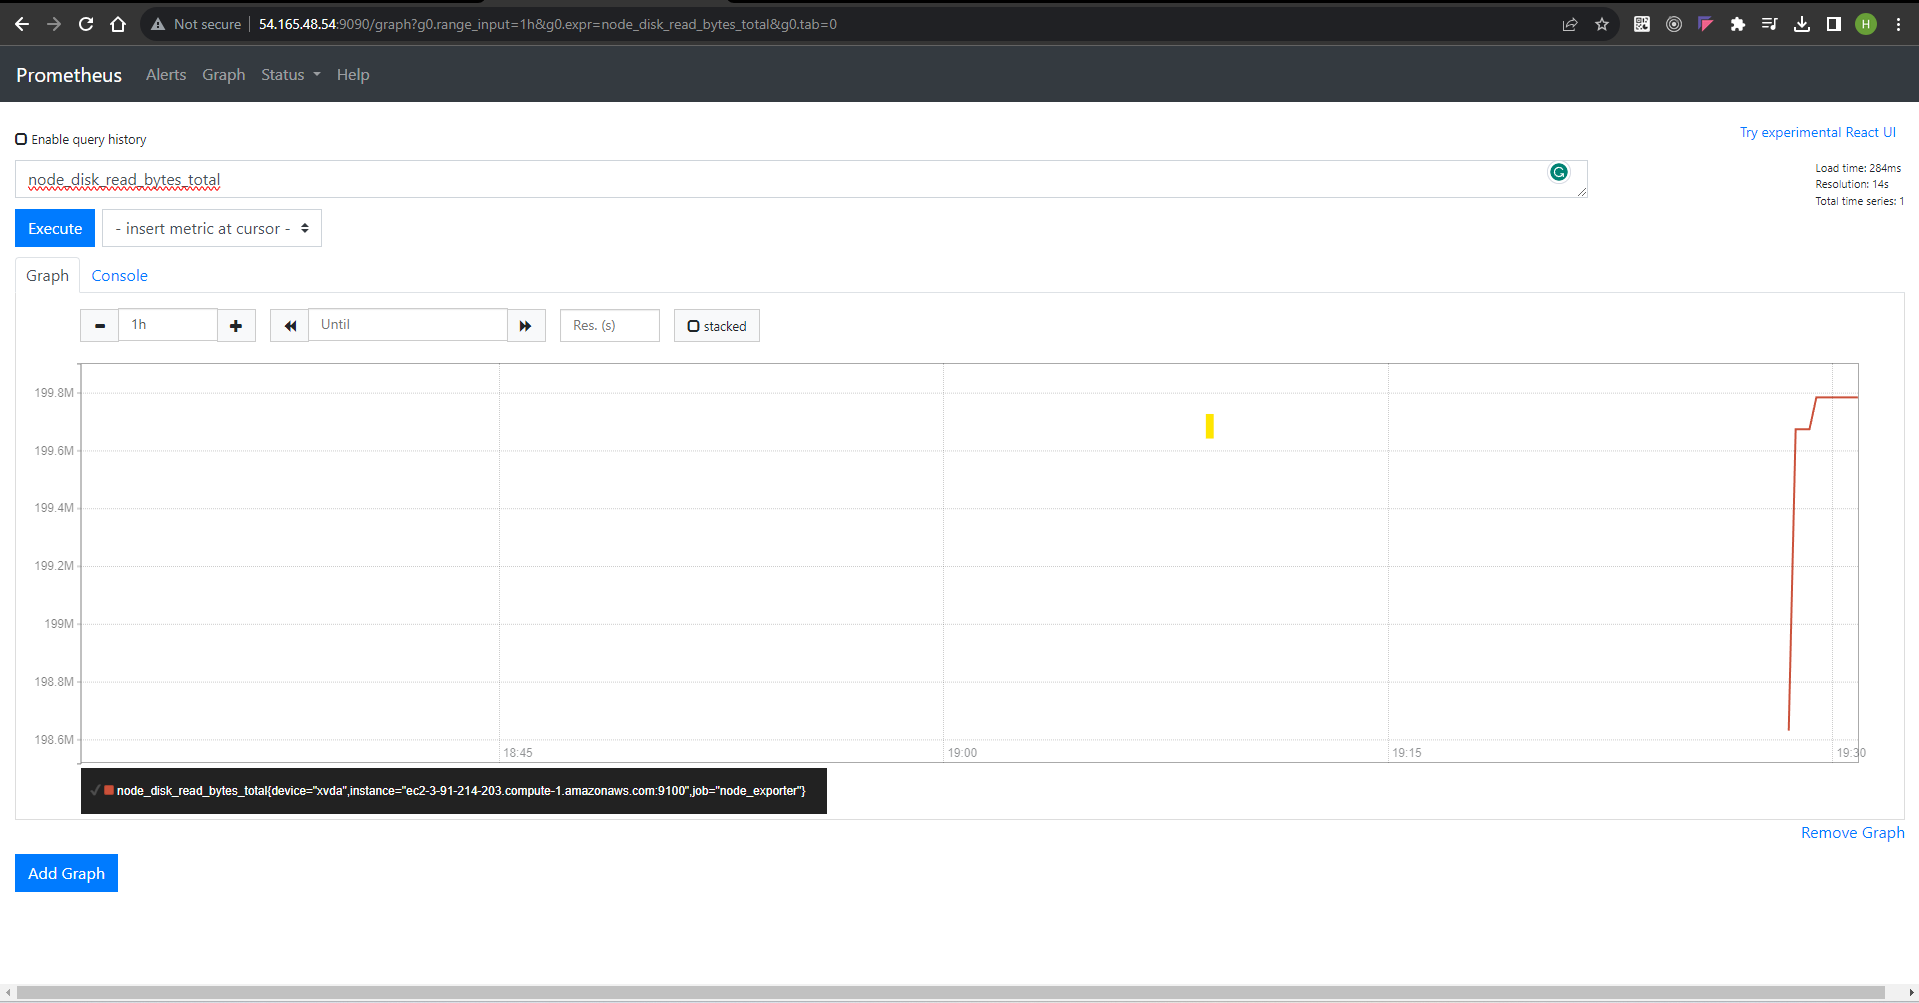 Not secure 54.165.48.54:9090/graph?g0.range_input=1h&g0.expr=node_disk_read_bytes_total&g0.tab=0
H
Prometheus Alerts Graph Status Help
Enable query history
Try experimental React UI
node_disk_read_bytes_total
Load time: 284ms
Resolution: 14s
Total time series: 1
Execute - insert metric at cursor -
Graph Console
1h Until Res. (s) stacked
199.8M
199.6M
199.4M
199.2M
199M
198.8M
198.6M
18:45 19:00 19:15 19:30
node_disk_read_bytes_total{device="xvda",instance="ec2-3-91-214-203.compute-1.amazonaws.com:9100",job="node_exporter"}
Remove Graph
Add Graph